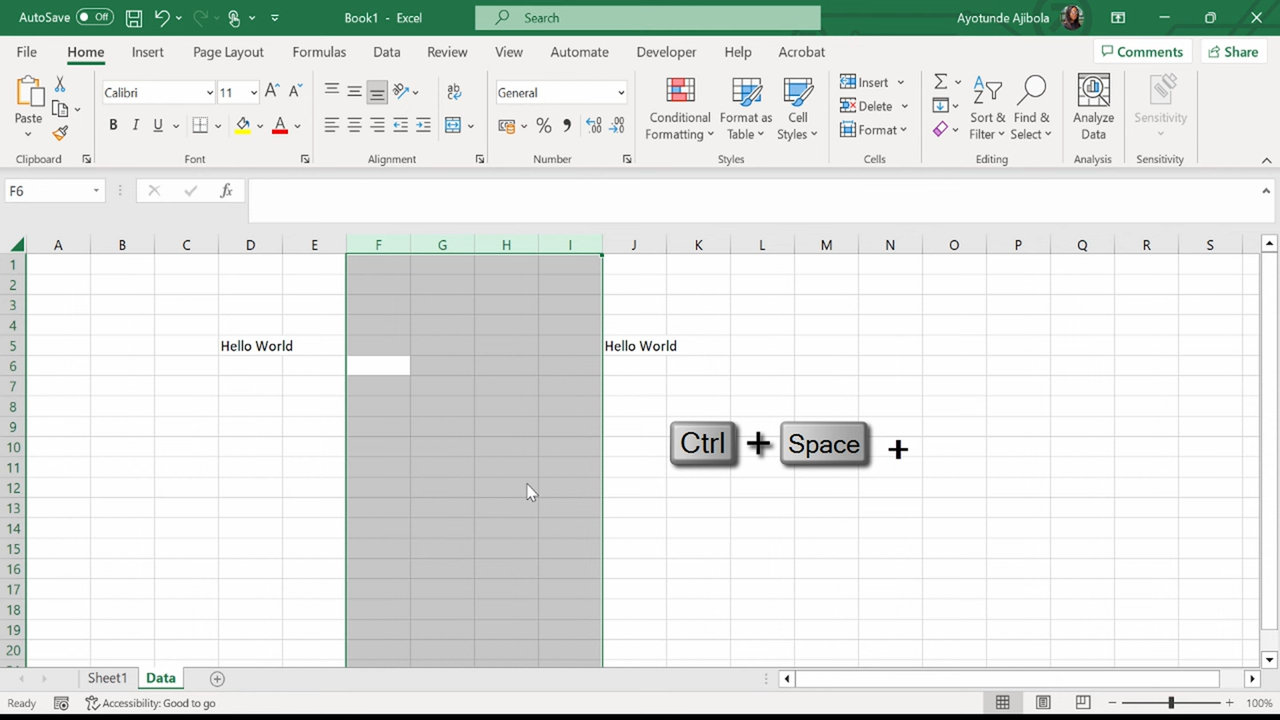 AutoSave Off Book1 - Excel Search Ayotunde Ajibola
File Home Insert Page Layout Formulas Data Review View Automate Developer Help Acrobat Comments Share
Paste
Clipboard
Calibri 11
B I U A
Font
ab
Alignment
General
%
Number
Conditional Formatting
Format as Table
Cell Styles
Styles
Insert
Delete
Format
Cells
Sort & Filter
Find & Select
Editing
Analyze Data
Analysis
Sensitivity
Sensitivity
F6 fx
A B C D E F G H I J K L M N O P Q R S
1
2
3
4
5 Hello World Hello World
6
7
8
9
10
11
12
13
14
15
16
17
18
19
20
Ctrl + Space +
Sheet1 Data
Ready Accessibility: Good to go 100%